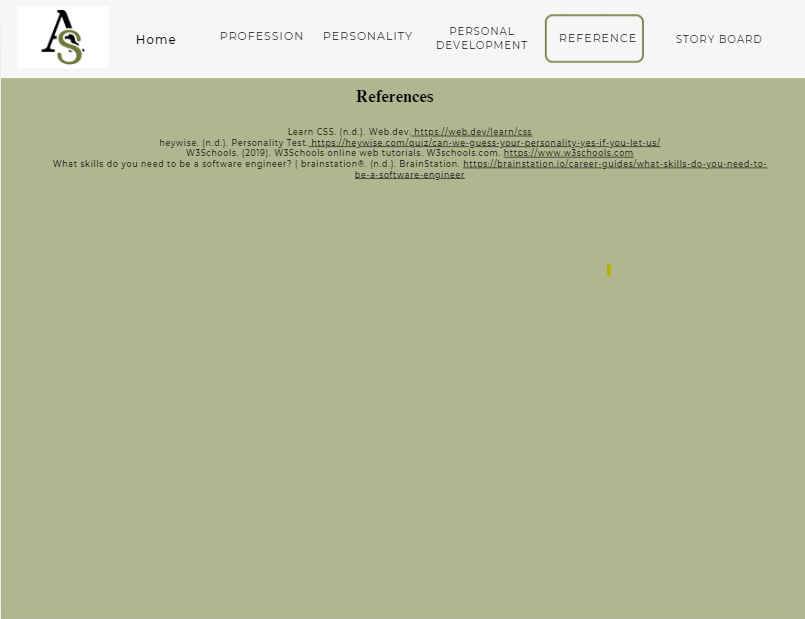 AS
Home
PROFESSION
PERSONALITY
PERSONAL
DEVELOPMENT
REFERENCE
STORY BOARD
References
Learn CSS. (n.d.). Web.dev. https://web.dev/learn/css
heywise. (n.d.). Personality Test. https://heywise.com/quiz/can-we-guess-your-personality-yes-if-you-let-us/
W3Schools. (2019). W3Schools online web tutorials. W3schools.com. https://www.w3schools.com
What skills do you need to be a software engineer? | brainstation®. (n.d.). BrainStation. https://brainstation.io/career-guides/what-skills-do-you-need-to-
be-a-software-engineer